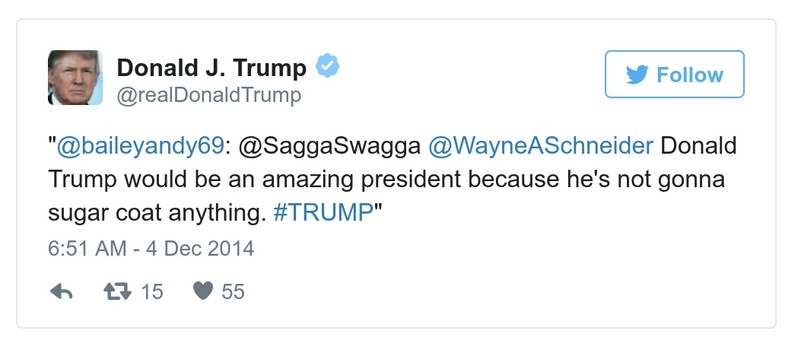 Donald J. Trump
@realDonaldTrump
Follow
"@baileyandy69: @SaggaSwagga @WayneASchneider Donald
Trump would be an amazing president because he's not gonna
sugar coat anything. #TRUMP"
6:51 AM - 4 Dec 2014
15 55